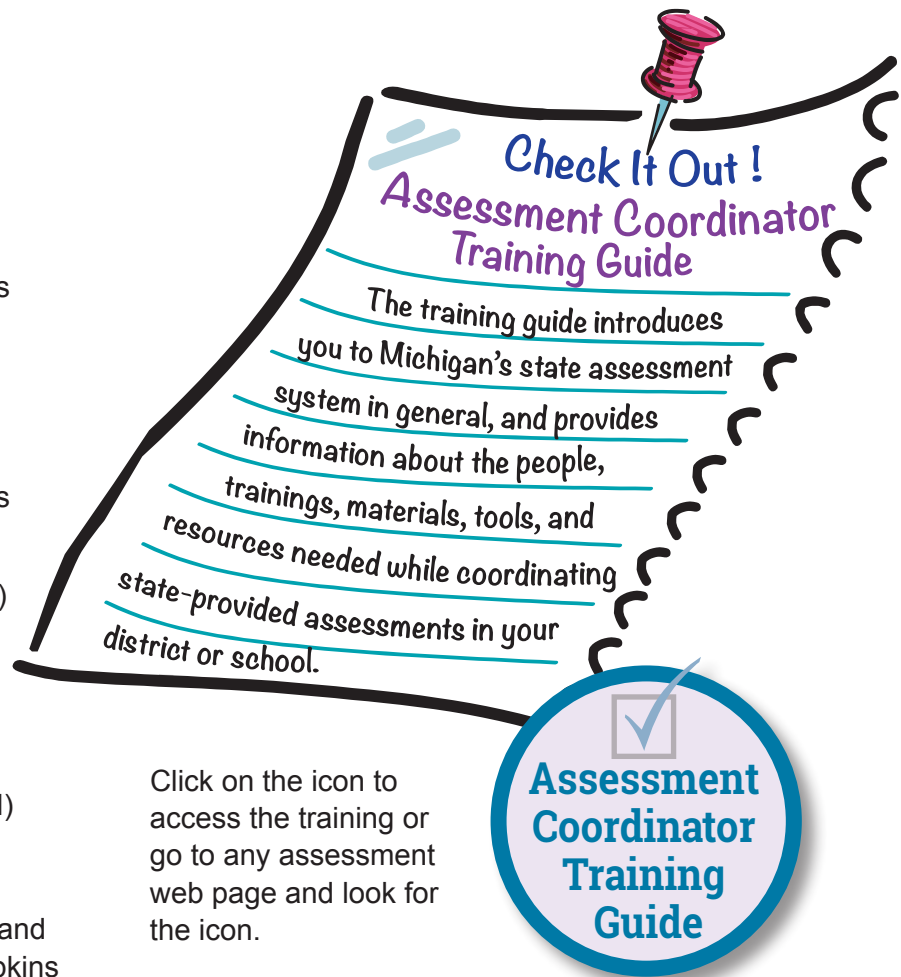 Check It Out !
Assessment Coordinator
Training Guide
The training guide introduces
you to Michigan's state assessment
system in general, and provides
information about the people,
trainings, materials, tools, and
resources needed while coordinating
state-provided assessments in your
district or school.
s
s
)
)
and
Click on the icon to
access the training or
go to any assessment
web page and look for
the icon.
Assessment
Coordinator
Training
Guide